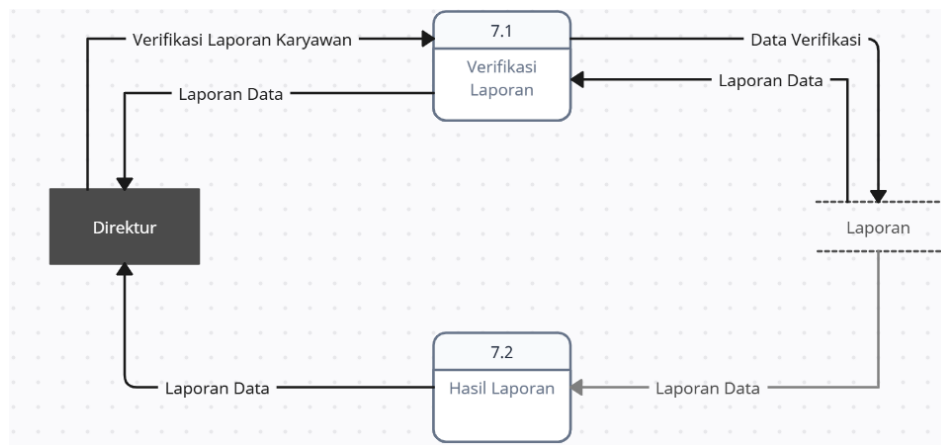 7.1
Verifikasi Laporan Karyawan
Data Verifikasi
Verifikasi
Laporan
Laporan Data
Laporan Data
Direktur
Laporan
7.2
Laporan Data
Hasil Laporan
Laporan Data